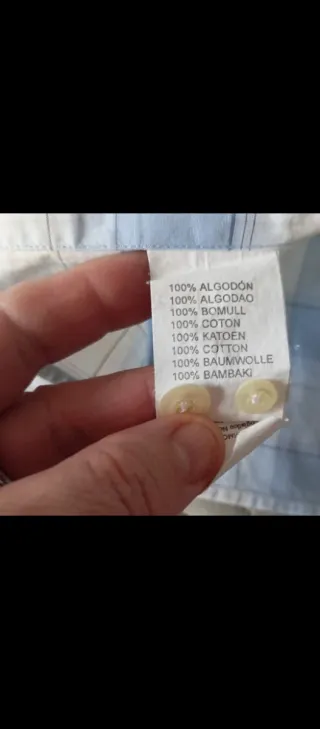 100% ALGODÓN
100% ALGODAO
100% BOMULL
100% COTON
100% KATOEN
100% COTTON
100% BAUMWOLLE
100% BAMBAKI